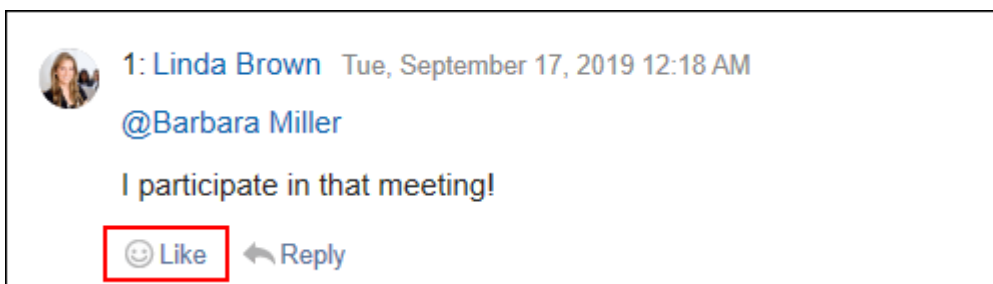 1: Linda Brown Tue, September 17, 2019 12:18 AM
@Barbara Miller
I participate in that meeting!
Like Reply